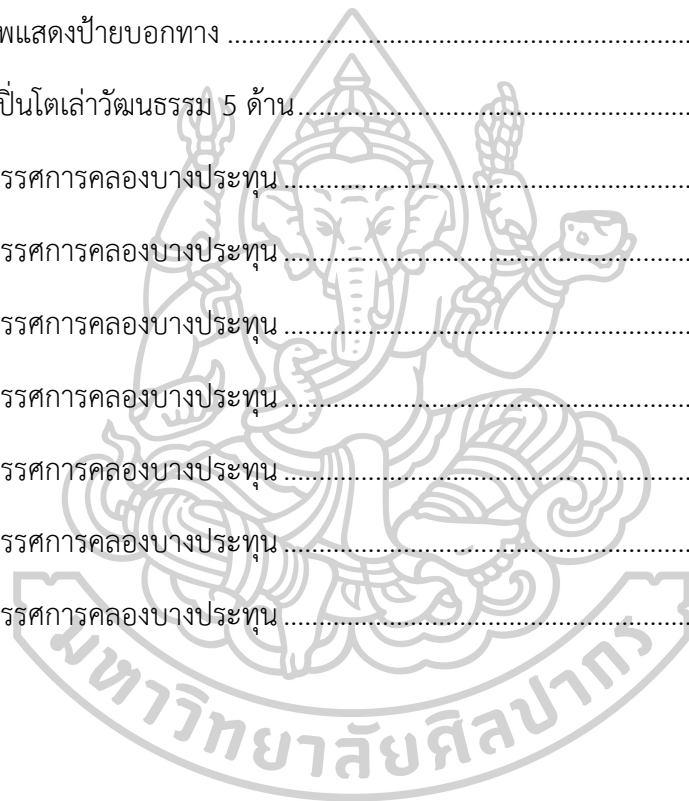 พแสดงป้ายบอกทาง ........................................................................
ปิ่นโตเล่าวัฒนธรรม 5 ด้าน ............................................................
รรศการคลองบางประทุน ..............................................................
รรศการคลองบางประทุน ..............................................................
รรศการคลองบางประทุน ..............................................................
รรศการคลองบางประทุน ..............................................................
รรศการคลองบางประทุน ..............................................................
รรศการคลองบางประทุน ..............................................................
รรศการคลองบางประทุน ..............................................................
มหาวิทยาลัยศิลปากร